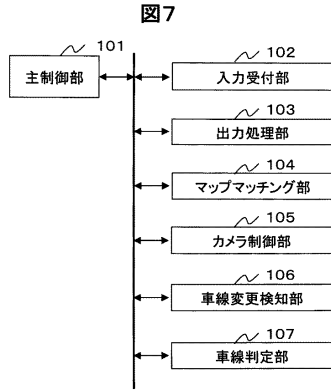 図7
101
主制御部
102
入力受付部
103
出力処理部
104
マップマッチング部
105
カメラ制御部
106
車線変更検知部
107
車線判定部